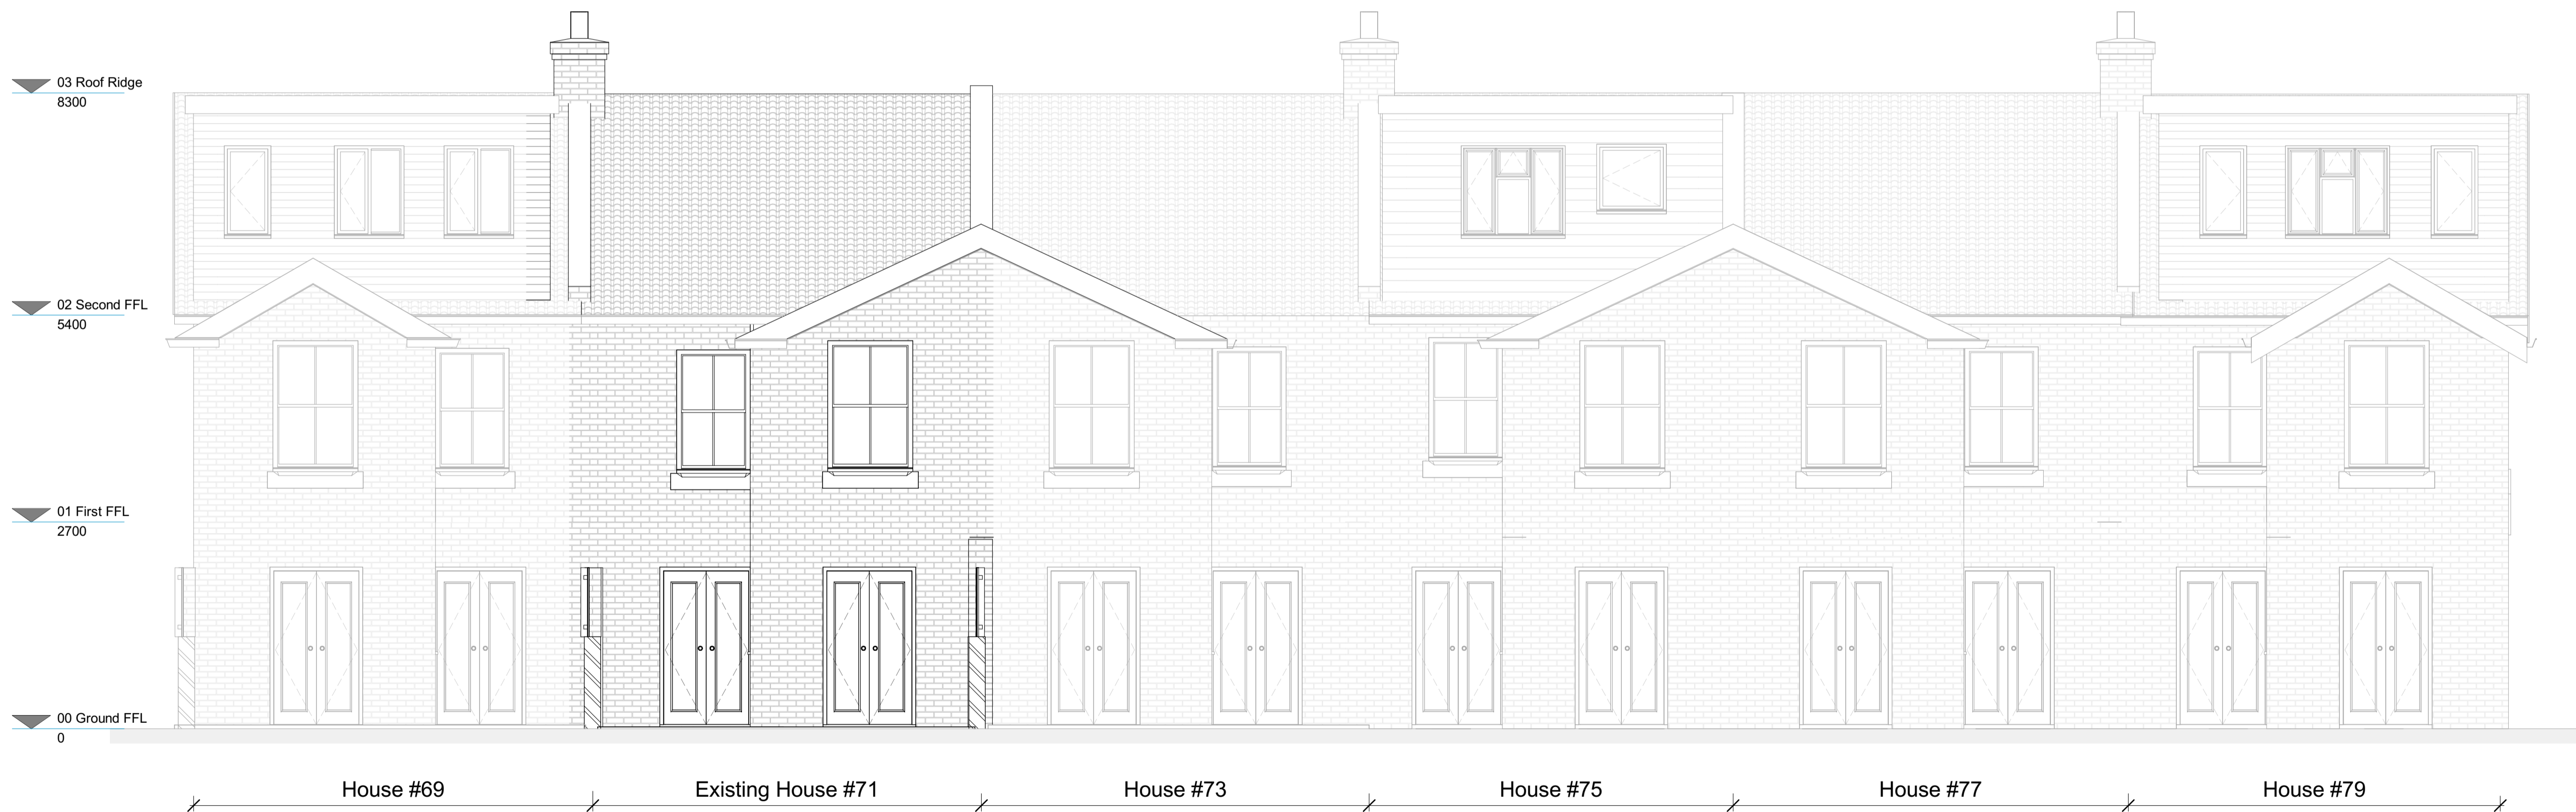 03 Roof Ridge
8300
02 Second FFL
5400
01 First FFL
2700
00 Ground FFL
0
House #69
Existing House #71
House #73
House #75
House #77
House #79